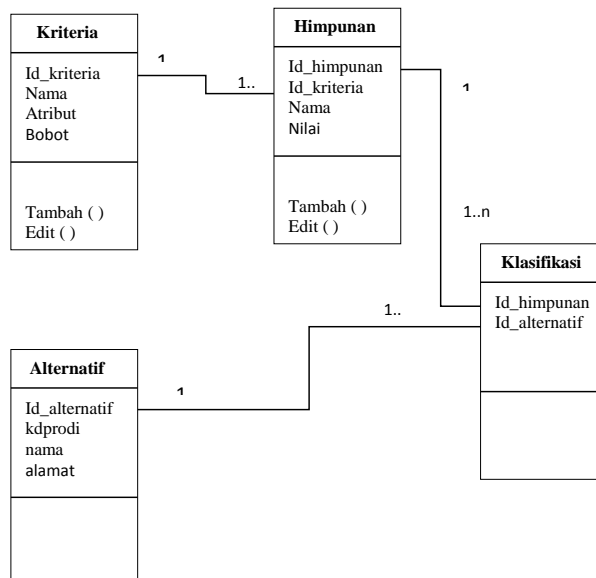 Kriteria
Id_kriteria
Nama
Atribut
Bobot
Tambah ( )
Edit ( )
1
1..
Himpunan
Id_himpunan
Id_kriteria
Nama
Nilai
Tambah ( )
Edit ( )
1
1..n
Klasifikasi
Id_himpunan
Id_alternatif
1..
1
Alternatif
Id_alternatif
kdprodi
nama
alamat